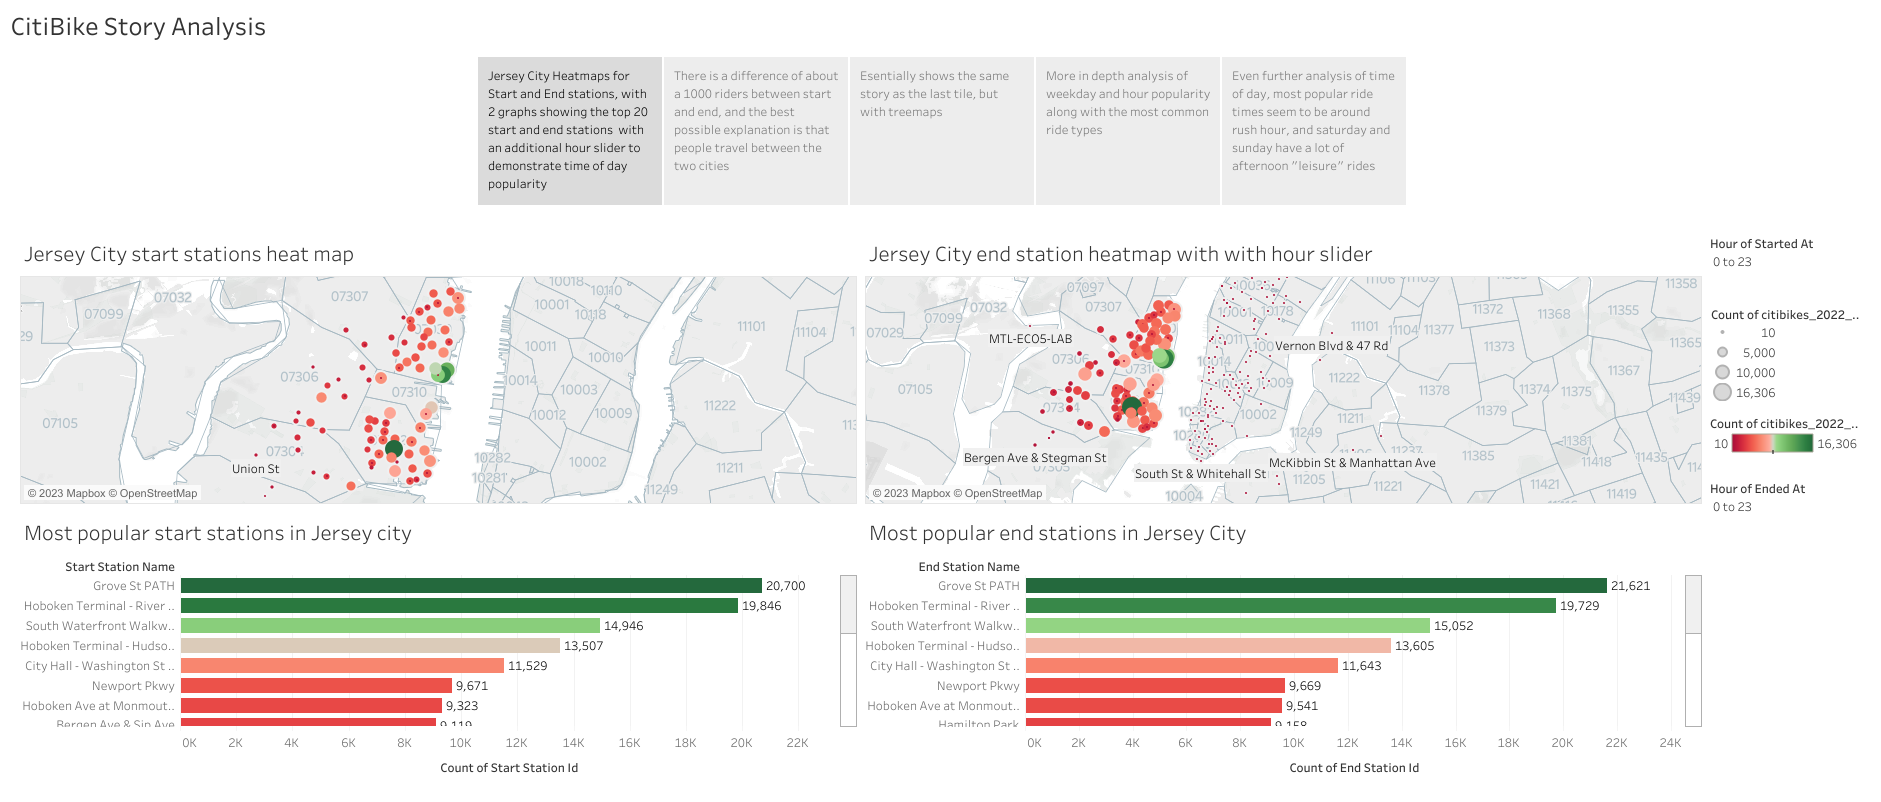 CitiBike Story Analysis
Jersey City Heatmaps for
Start and End stations, with
2 graphs showing the top 20
start and end stations  with
an additional hour slider to
demonstrate time of day
popularity
There is a difference of about
a 1000 riders between start
and end, and the best
possible explanation is that
people travel between the
two cities
Esentially shows the same
story as the last tile, but
with treemaps
More in depth analysis of
weekday and hour popularity
along with the most common
ride types
Even further analysis of time
of day, most popular ride
times seem to be around
rush hour, and saturday and
sunday have a lot of
afternoon "leisure" rides
Jersey City start stations heat map
07032
07307
10018
10110
07099
10001
10118
11101
11104
10011
10010
07306
10014
10003
07310
07105
10012
10009
11222
Union St
10282
10002
11211
10281
11249
© 2023 Mapbox © OpenStreetMap
Jersey City end station heatmap with with hour slider
07097
11358
07032
07307
11372
11368
11355
07029
MTL-ECO5-LAB
11101
11104
11377
Vernon Blvd & 47 Rd
11373
11365
07306
10014
11367
07105
10009
11222
11378
11374
11375
11439
10002
11211
11379
11249
11381
Bergen Ave & Stegman St
McKibbin St & Manhattan Ave
11385
11418
11435
South St & Whitehall St
11205
11221
11421
11419
10004
© 2023 Mapbox © OpenStreetMap
Hour of Started At
0 to 23
Count of citibikes_2022_..
10
5,000
10,000
16,306
Count of citibikes_2022_..
10 16,306
Hour of Ended At
0 to 23
Most popular start stations in Jersey city
Start Station Name
Grove St PATH 20,700
Hoboken Terminal - River .. 19,846
South Waterfront Walkw.. 14,946
Hoboken Terminal - Hudso.. 13,507
City Hall - Washington St .. 11,529
Newport Pkwy 9,671
Hoboken Ave at Monmout.. 9,323
Bergen Ave & Sip Ave 9,119
0K 2K 4K 6K 8K 10K 12K 14K 16K 18K 20K 22K
Count of Start Station Id
Most popular end stations in Jersey City
End Station Name
Grove St PATH 21,621
Hoboken Terminal - River .. 19,729
South Waterfront Walkw.. 15,052
Hoboken Terminal - Hudso.. 13,605
City Hall - Washington St .. 11,643
Newport Pkwy 9,669
Hoboken Ave at Monmout.. 9,541
Hamilton Park 9,158
0K 2K 4K 6K 8K 10K 12K 14K 16K 18K 20K 22K 24K
Count of End Station Id